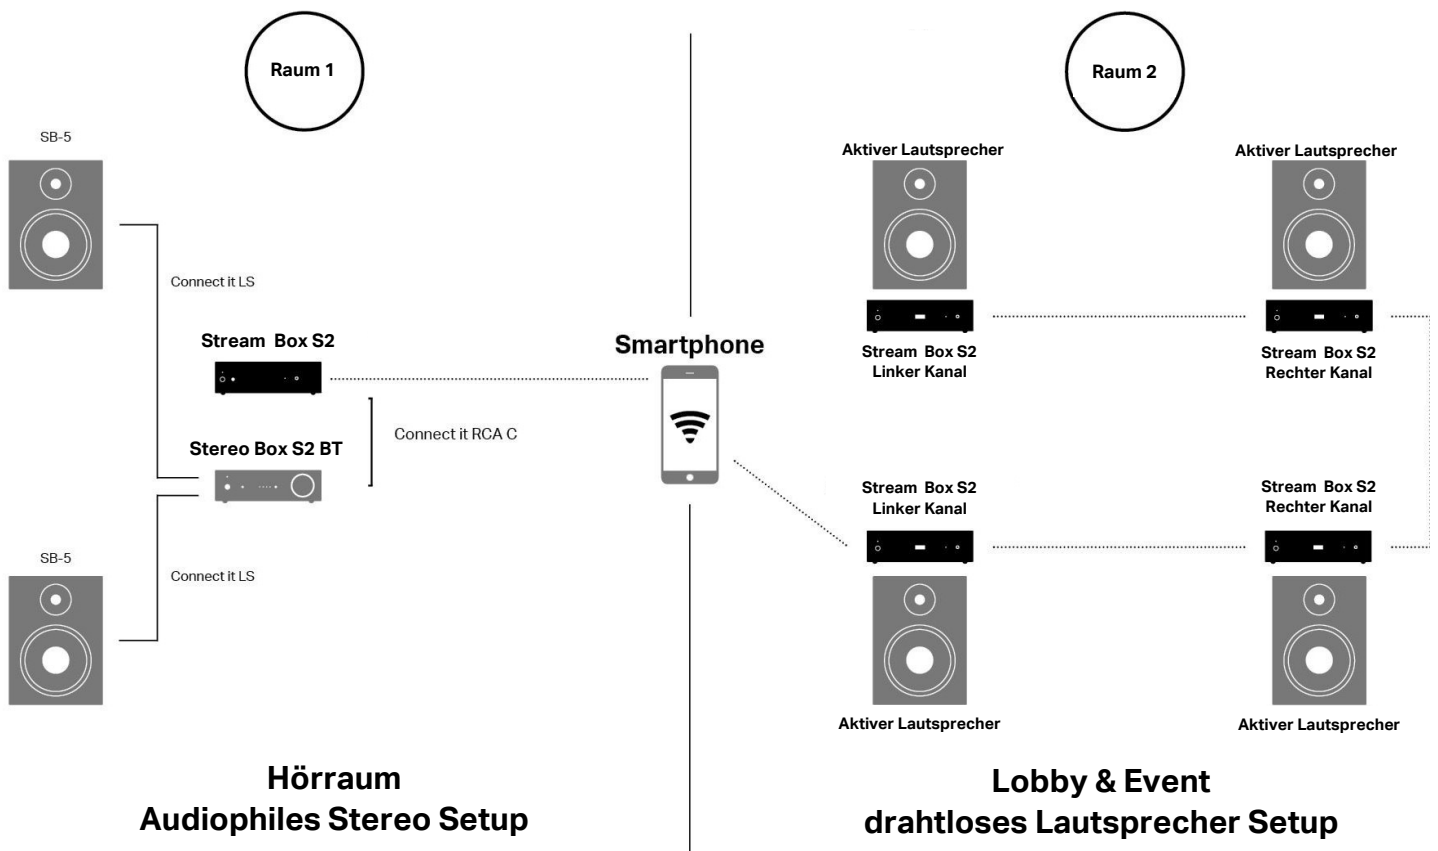 Raum 1
SB-5
Connect it LS
Stream Box S2
Stereo Box S2 BT
Connect it RCA C
SB-5
Connect it LS
Hörraum
Audiophiles Stereo Setup
Smartphone
Raum 2
Aktiver Lautsprecher
Aktiver Lautsprecher
Stream Box S2
Linker Kanal
Stream Box S2
Rechter Kanal
Stream Box S2
Linker Kanal
Stream Box S2
Rechter Kanal
Aktiver Lautsprecher
Aktiver Lautsprecher
Lobby & Event
drahtloses Lautsprecher Setup